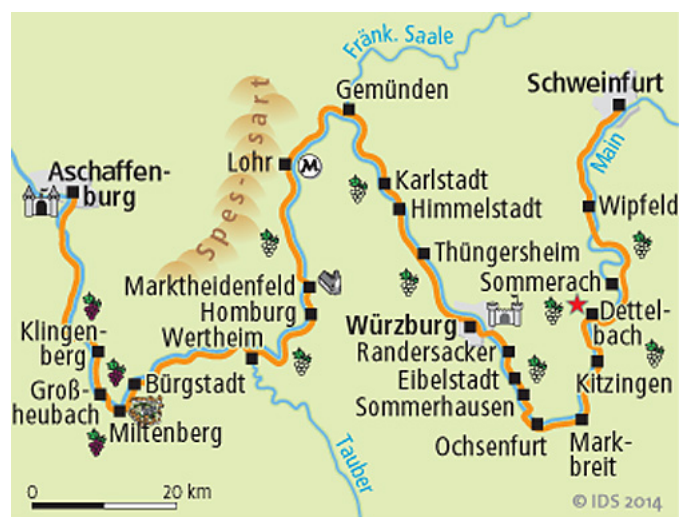 Fränk. Saale
Gemünden
Schweinfurt
Main
Spes-
sart
Lohr
Aschaffen-
burg
Karlstadt
Himmelstadt
Wipfeld
Thüngersheim
Sommerach
Marktheidenfeld
Homburg
Wertheim
Würzburg
Dettel-
bach
Klingen-
berg
Randersacker
Eibelstadt
Sommerhausen
Kitzingen
Groß-
heubach
Bürgstadt
Miltenberg
Ochsenfurt
Mark-
breit
Tauber
0
20 km
© IDS 2014
M